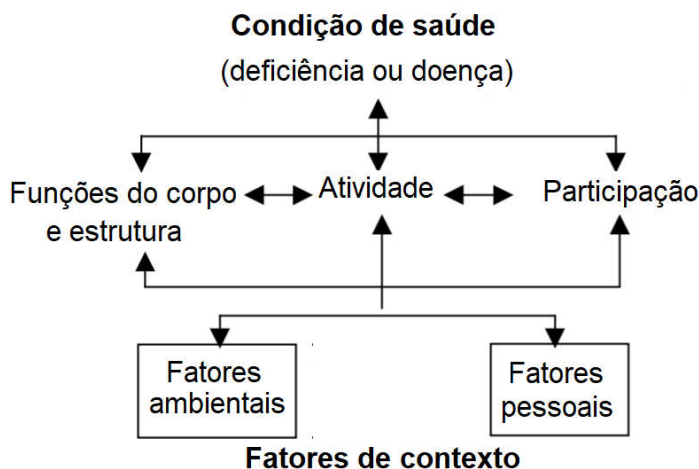 Condição de saúde
(deficiência ou doença)
Funções do corpo
e estrutura
Atividade
Participação
Fatores
ambientais
Fatores
pessoais
Fatores de contexto